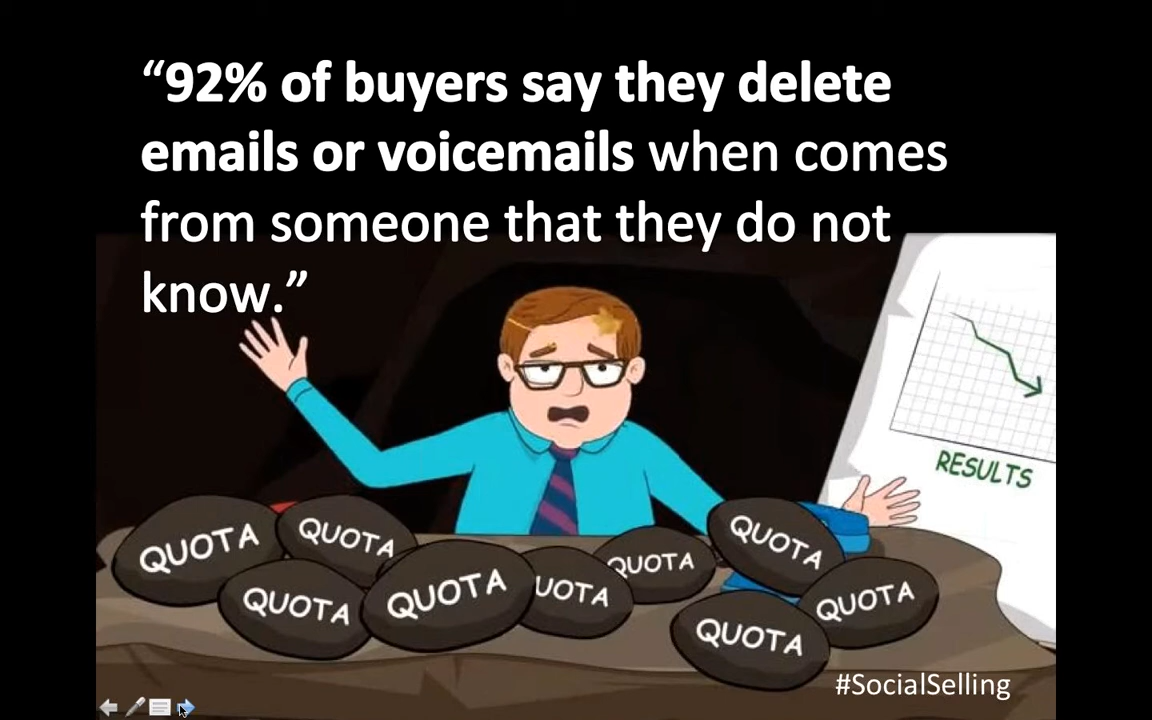 “92% of buyers say they delete
emails or voicemails when comes
from someone that they do not
know.”
RESULTS
QUOTA
QUOTA
QUOTA
QUOTA
QUOTA
UOTA
QUOTA
QUOTA
QUOTA
#SocialSelling